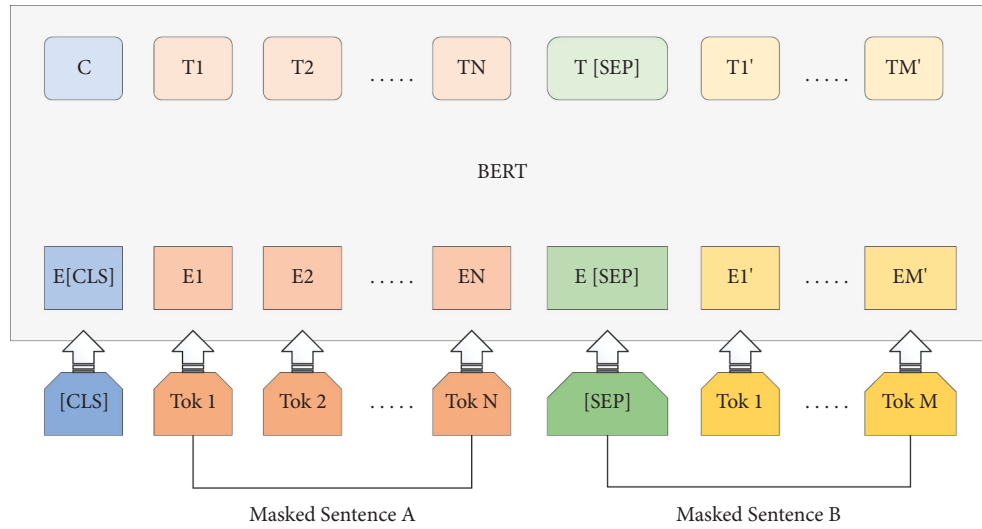 C T1 T2 ..... TN T [SEP] T1' ..... TM'
BERT
E[CLS] E1 E2 ..... EN E [SEP] E1' ..... EM'
[CLS] Tok 1 Tok 2 ..... Tok N [SEP] Tok 1 ..... Tok M
Masked Sentence A Masked Sentence B